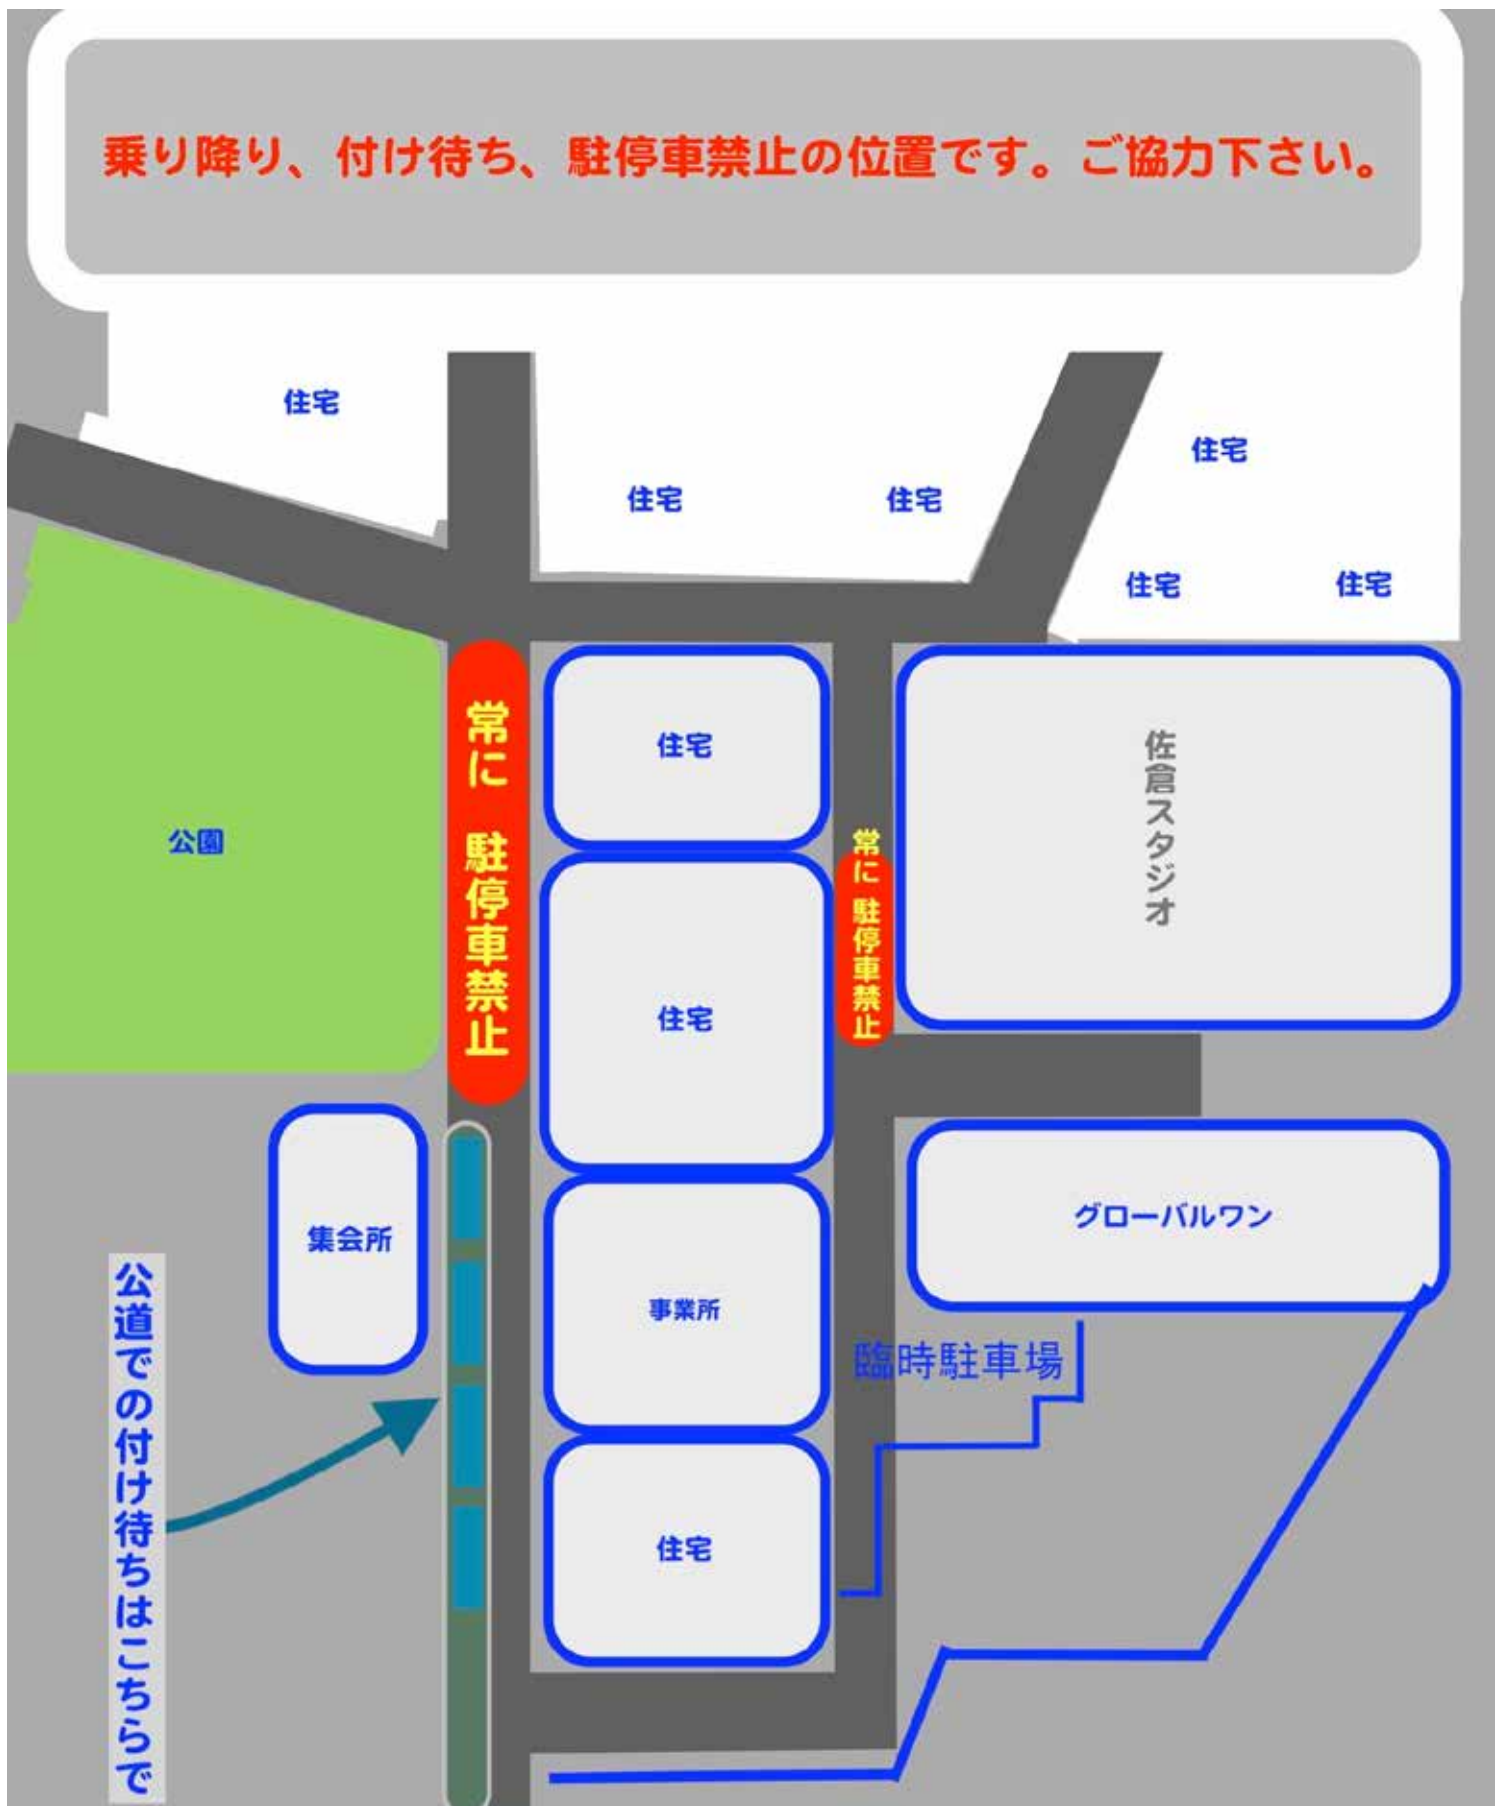 乗り降り、付け待ち、駐停車禁止の位置です。ご協力下さい。
住宅
住宅
住宅
住宅
住宅
住宅
常に 駐停車禁止
住宅
佐倉スタジオ
公園
常に 駐停車禁止
住宅
集会所
グローバルワン
事業所
臨時駐車場
公道での付け待ちはこちらで
住宅